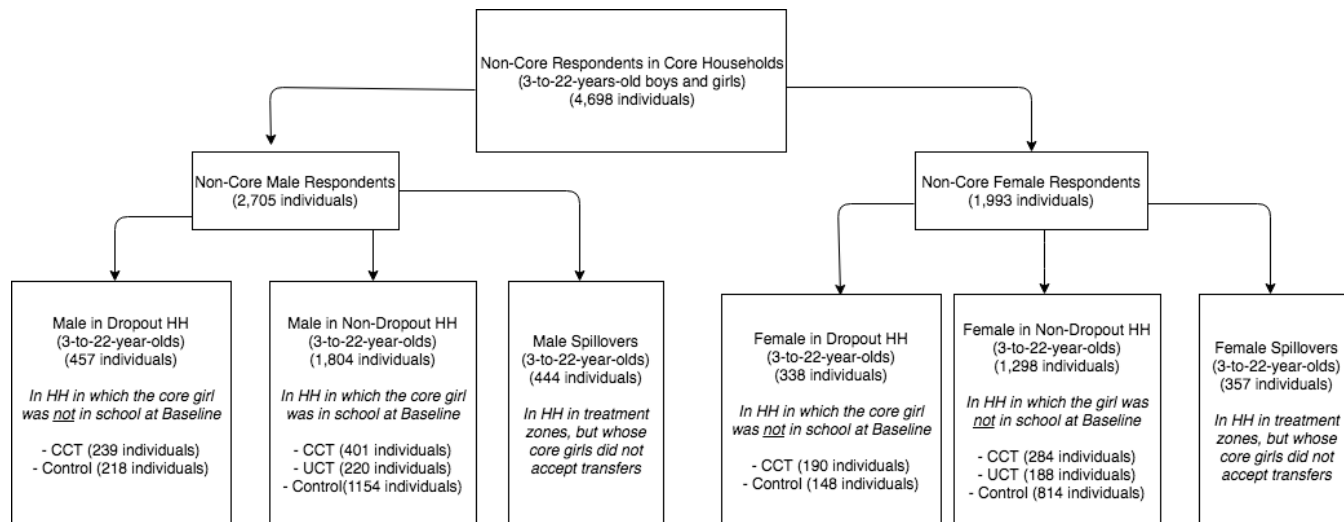 Non-Core Respondents in Core Households
(3-to-22-years-old boys and girls)
(4,698 individuals)
Non-Core Male Respondents
(2,705 individuals)
Non-Core Female Respondents
(1,993 individuals)
Male in Dropout HH
(3-to-22-year-olds)
(457 individuals)
In HH in which the core girl
was not in school at Baseline
- CCT (239 individuals)
- Control (218 individuals)
Male in Non-Dropout HH
(3-to-22-year-olds)
(1,804 individuals)
In HH in which the core girl
was in school at Baseline
- CCT (401 individuals)
- UCT (220 individuals)
- Control(1154 individuals)
Male Spillovers
(3-to-22-year-olds)
(444 individuals)
In HH in treatment
zones, but whose
core girls did not
accept transfers
Female in Dropout HH
(3-to-22-year-olds)
(338 individuals)
In HH in which the core girl
was not in school at Baseline
- CCT (190 individuals)
- Control (148 individuals)
Female in Non-Dropout HH
(3-to-22-year-olds)
(1,298 individuals)
In HH in which the girl was
not in school at Baseline
- CCT (284 individuals)
- UCT (188 individuals)
- Control (814 individuals)
Female Spillovers
(3-to-22-year-olds)
(357 individuals)
In HH in treatment
zones, but whose
core girls did not
accept transfers